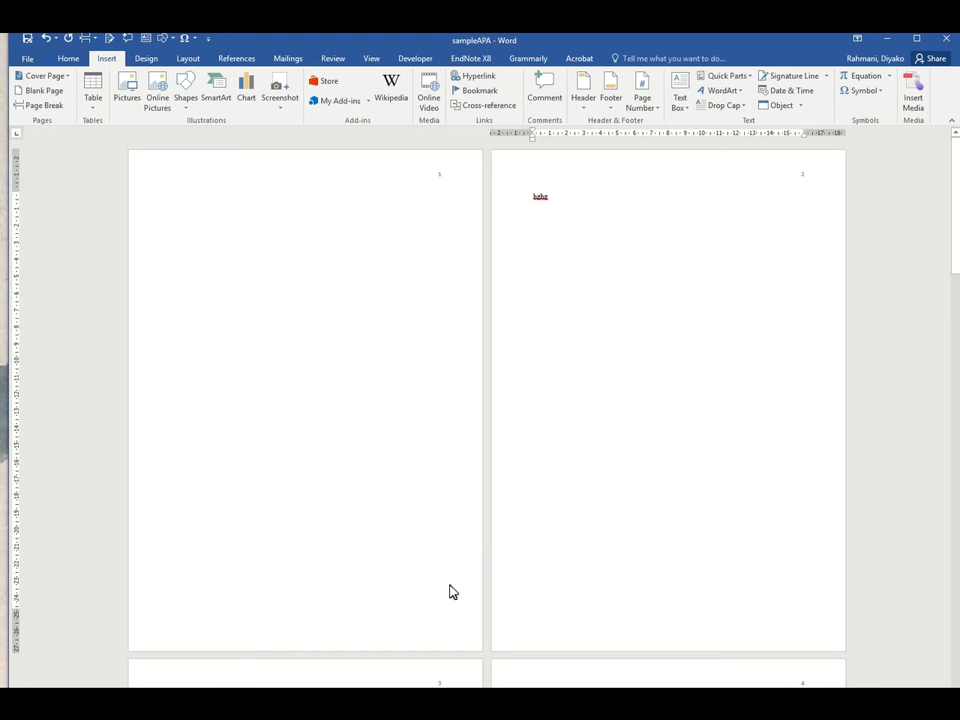 sampleAPA - Word
File Home Insert Design Layout References Mailings Review View Developer EndNote X8 Grammarly Acrobat Tell me what you want to do... Rahmani, Diyako Share
Cover Page
Blank Page
Page Break
Pages
Table
Tables
Pictures
Online Pictures
Shapes
SmartArt
Chart
Screenshot
Illustrations
Store
My Add-ins
Wikipedia
Add-ins
Online Video
Media
Hyperlink
Bookmark
Cross-reference
Links
Comment
Comments
Header
Footer
Page Number
Header & Footer
Text Box
Quick Parts
WordArt
Drop Cap
Signature Line
Date & Time
Object
Text
Equation
Symbol
Symbols
Insert Media
Media
1
2
3
4